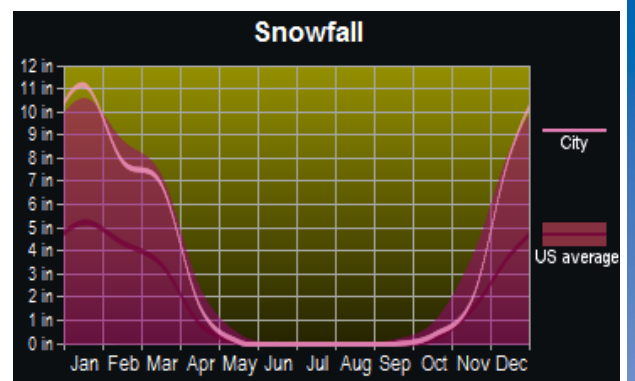 Snowfall
12 in
11 in
10 in
9 in
8 in
7 in
6 in
5 in
4 in
3 in
2 in
1 in
0 in
Jan Feb Mar Apr May Jun Jul Aug Sep Oct Nov Dec
City
US average